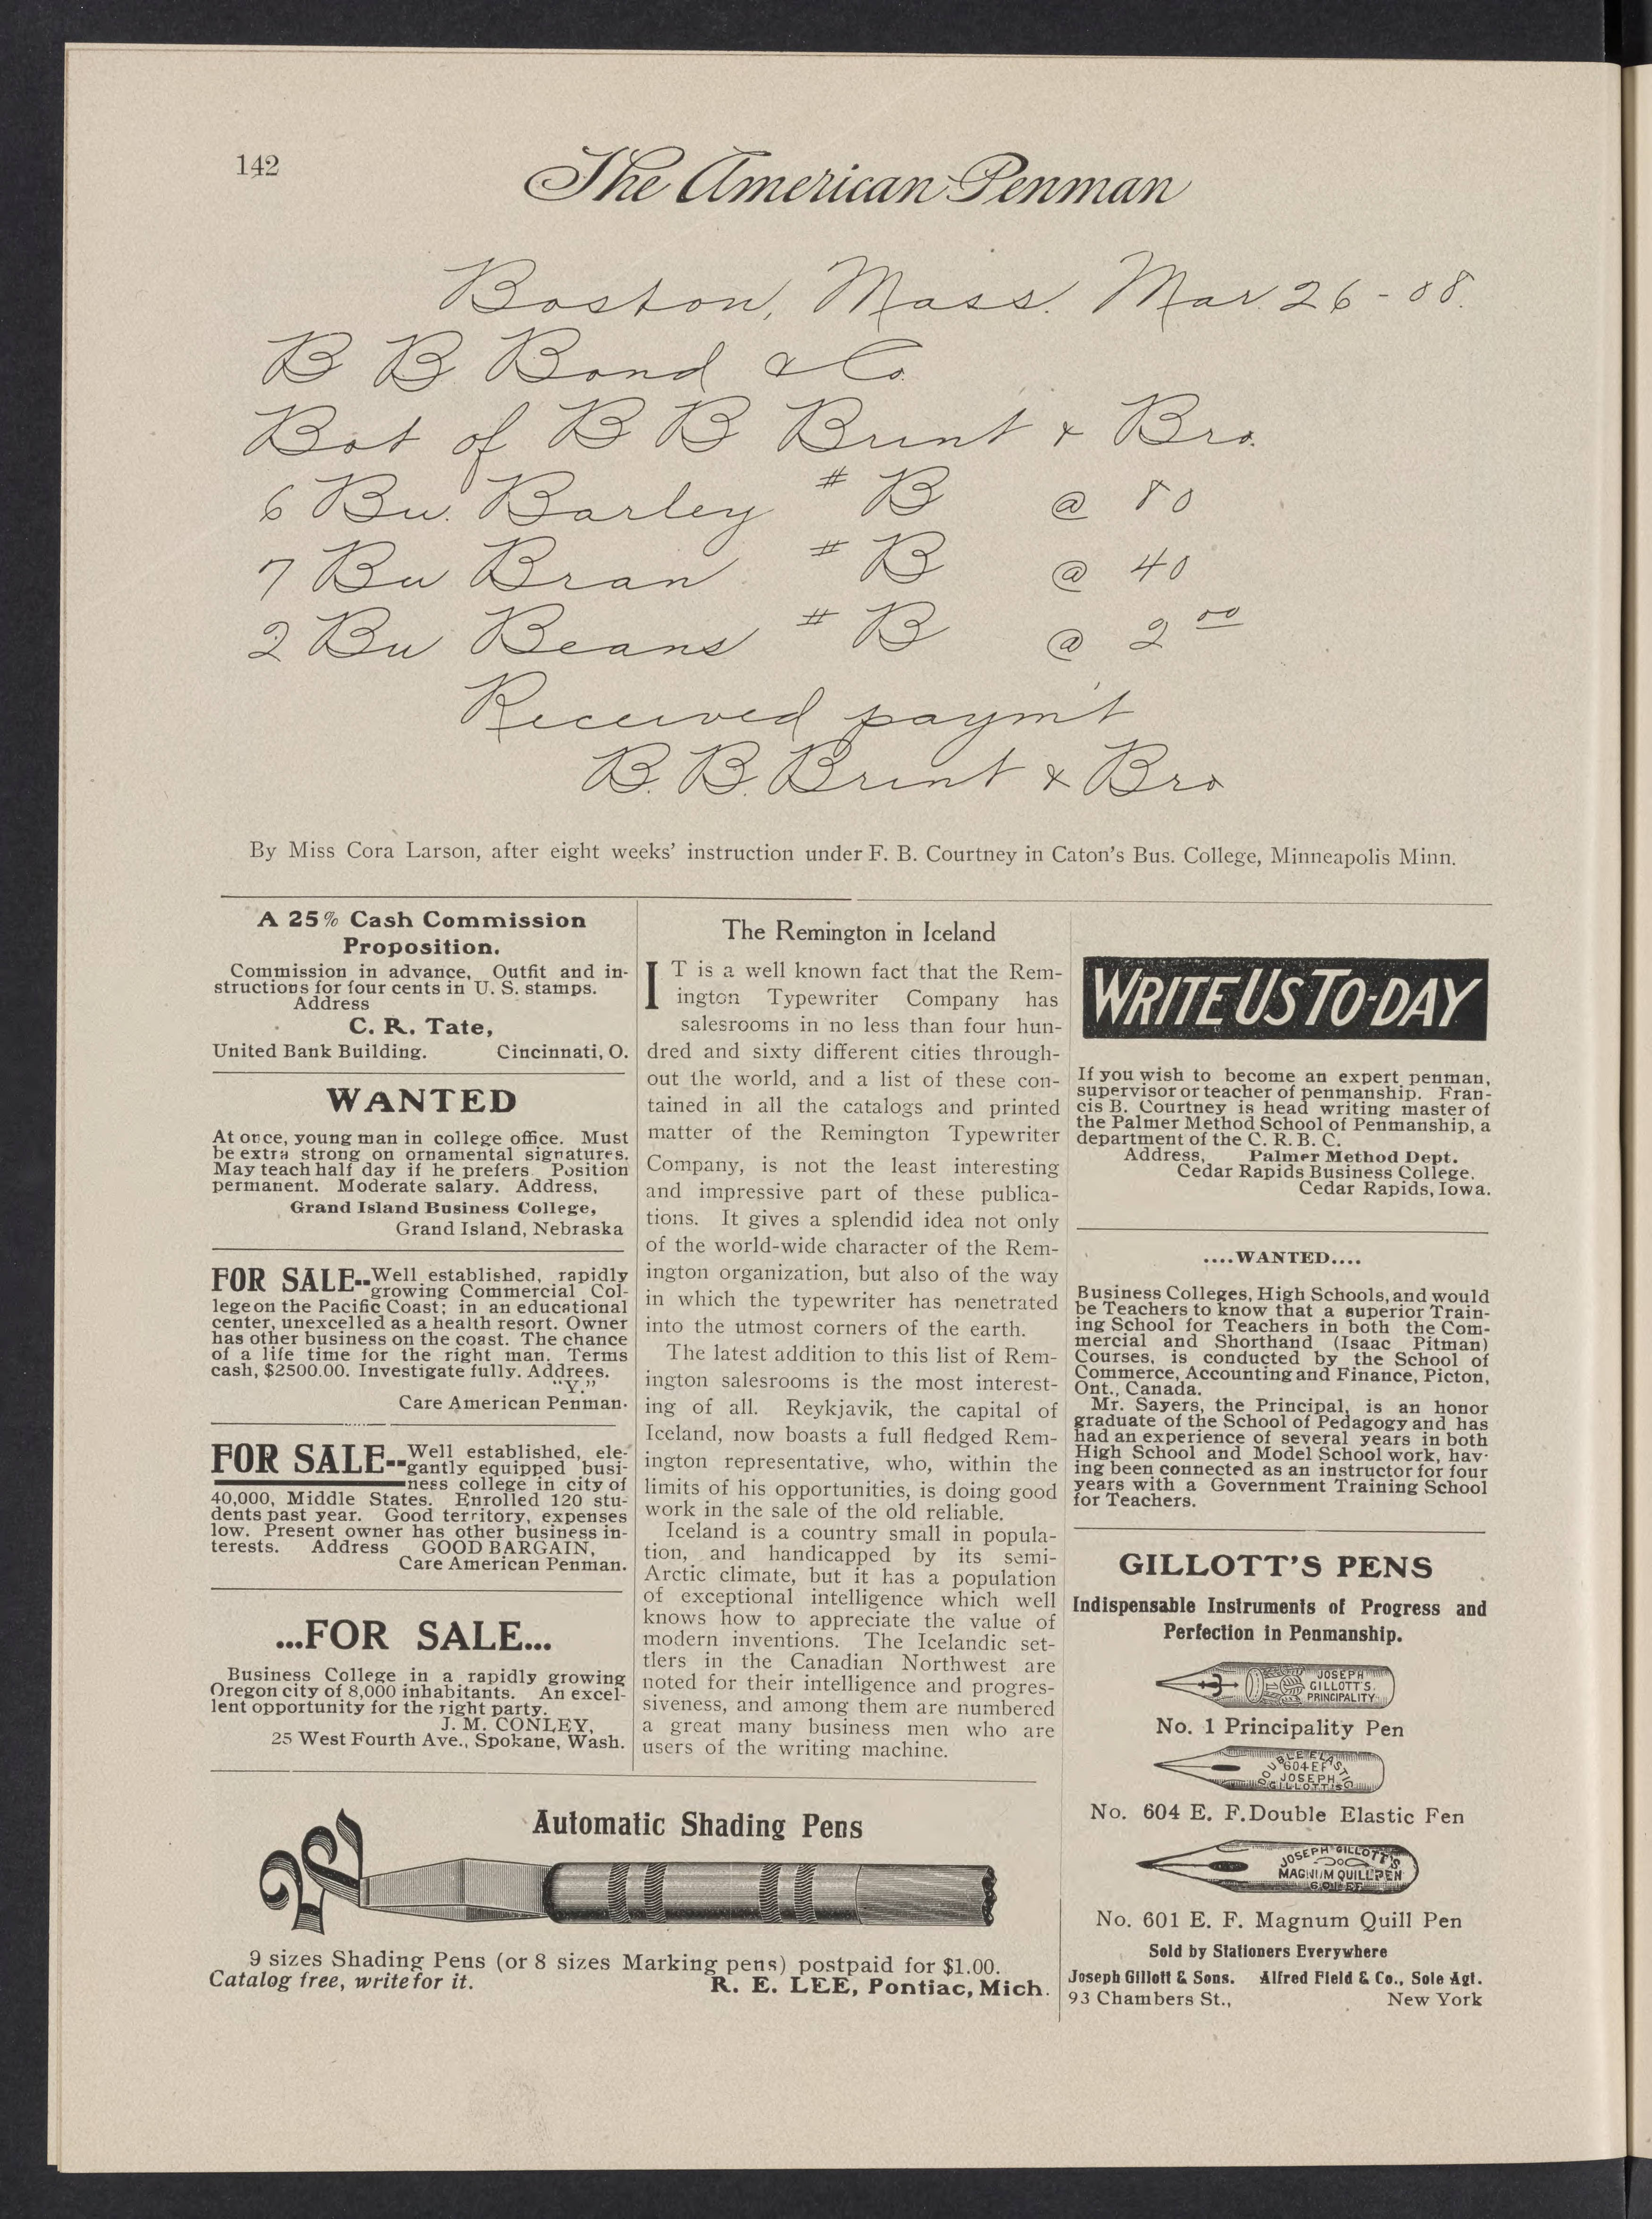 142
The American Penman
Boston, Mass. Mar. 26-08.
B B Bond & Co.
Bot of B B Brunt & Bro.
6 Bu. Barley # B @ 80
7 Bu Bran # B @ 40
2 Bu Beans # B @ 2 00
Received paym't
B. B. Brunt & Bro
By Miss Cora Larson, after eight weeks' instruction under F. B. Courtney in Caton's Bus. College, Minneapolis Minn.
A 25% Cash Commission
Proposition.
Commission in advance, Outfit and in-
structions for four cents in U. S. stamps.
Address
C. R. Tate,
United Bank Building. Cincinnati, O.
WANTED
At once, young man in college office. Must
be extra strong on ornamental signatures.
May teach half day if he prefers Position
permanent. Moderate salary. Address,
Grand Island Business College,
Grand Island, Nebraska
FOR SALE--Well established, rapidly
growing Commercial Col-
lege on the Pacific Coast; in an educational
center, unexcelled as a health resort. Owner
has other business on the coast. The chance
of a life time for the right man. Terms
cash, $2500.00. Investigate fully. Addrees.
"Y."
Care American Penman.
FOR SALE--Well established, ele-
gantly equipped busi-
ness college in city of
40,000, Middle States. Enrolled 120 stu-
dents past year. Good territory, expenses
low. Present owner has other business in-
terests. Address GOOD BARGAIN,
Care American Penman.
...FOR SALE...
Business College in a rapidly growing
Oregon city of 8,000 inhabitants. An excel-
lent opportunity for the right party.
J. M. CONLEY,
25 West Fourth Ave., Spokane, Wash.
The Remington in Iceland
IT is a well known fact that the Rem-
ington Typewriter Company has
salesrooms in no less than four hun-
dred and sixty different cities through-
out the world, and a list of these con-
tained in all the catalogs and printed
matter of the Remington Typewriter
Company, is not the least interesting
and impressive part of these publica-
tions. It gives a splendid idea not only
of the world-wide character of the Rem-
ington organization, but also of the way
in which the typewriter has penetrated
into the utmost corners of the earth.
The latest addition to this list of Rem-
ington salesrooms is the most interest-
ing of all. Reykjavik, the capital of
Iceland, now boasts a full fledged Rem-
ington representative, who, within the
limits of his opportunities, is doing good
work in the sale of the old reliable.
Iceland is a country small in popula-
tion, and handicapped by its semi-
Arctic climate, but it has a population
of exceptional intelligence which well
knows how to appreciate the value of
modern inventions. The Icelandic set-
tlers in the Canadian Northwest are
noted for their intelligence and progres-
siveness, and among them are numbered
a great many business men who are
users of the writing machine.
WRITE US TO-DAY
If you wish to become an expert penman,
supervisor or teacher of penmanship. Fran-
cis B. Courtney is head writing master of
the Palmer Method School of Penmanship, a
department of the C. R. B. C.
Address, Palmer Method Dept.
Cedar Rapids Business College.
Cedar Rapids, Iowa.
....WANTED....
Business Colleges, High Schools, and would
be Teachers to know that a superior Train-
ing School for Teachers in both the Com-
mercial and Shorthand (Isaac Pitman)
Courses, is conducted by the School of
Commerce, Accounting and Finance, Picton,
Ont., Canada.
Mr. Sayers, the Principal, is an honor
graduate of the School of Pedagogy and has
had an experience of several years in both
High School and Model School work, hav-
ing been connected as an instructor for four
years with a Government Training School
for Teachers.
GILLOTT'S PENS
Indispensable Instruments of Progress and
Perfection in Penmanship.
JOSEPH
GILLOTT'S
PRINCIPALITY
No. 1 Principality Pen
DOUBLE ELASTIC
604 EF
JOSEPH
GILLOTT'S
No. 604 E. F. Double Elastic Fen
JOSEPH GILLOTT'S
MAGNUM QUILL PEN
601 E.F.
No. 601 E. F. Magnum Quill Pen
Sold by Stationers Everywhere
Joseph Gillott & Sons. Alfred Field & Co., Sole Agt.
93 Chambers St., New York
Automatic Shading Pens
9 sizes Shading Pens (or 8 sizes Marking pens) postpaid for $1.00.
Catalog free, write for it. R. E. LEE, Pontiac, Mich.